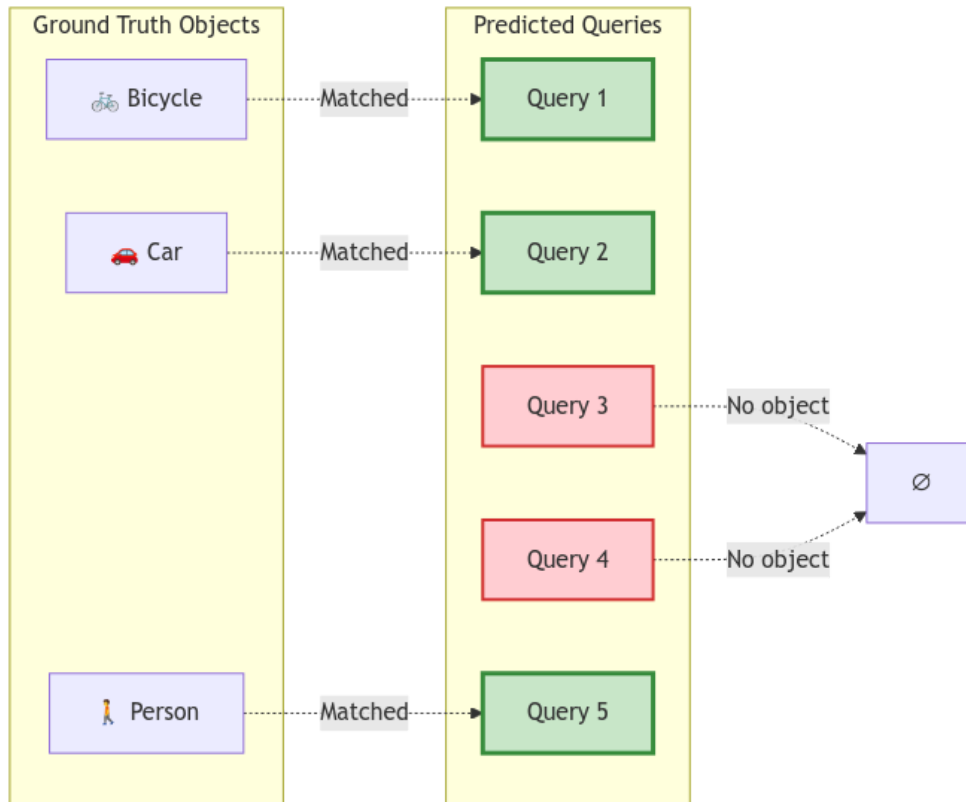 Ground Truth Objects
Predicted Queries
🚲 Bicycle
Matched
Query 1
🚗 Car
Matched
Query 2
Query 3
No object
∅
Query 4
No object
🚶 Person
Matched
Query 5